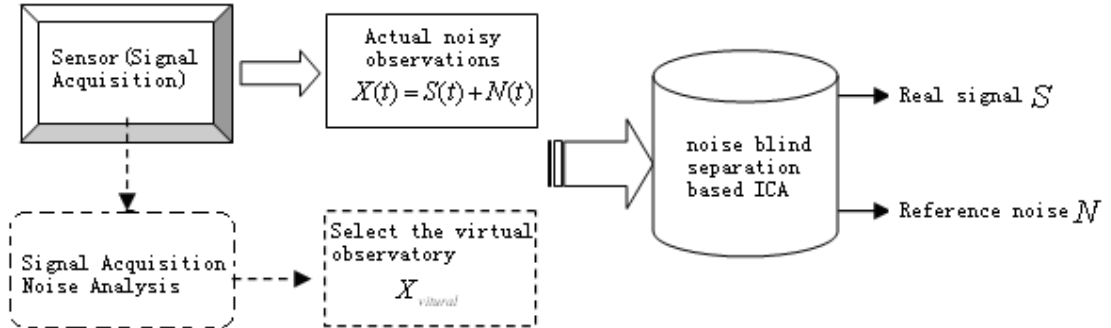 Sensor(Signal
Acquisition)
Actual noisy
observations
X(t)=S(t)+N(t)
noise blind
separation
based ICA
Real signal S
Reference noise N
Signal Acquisition
Noise Analysis
Select the virtual
observatory
X_vitural